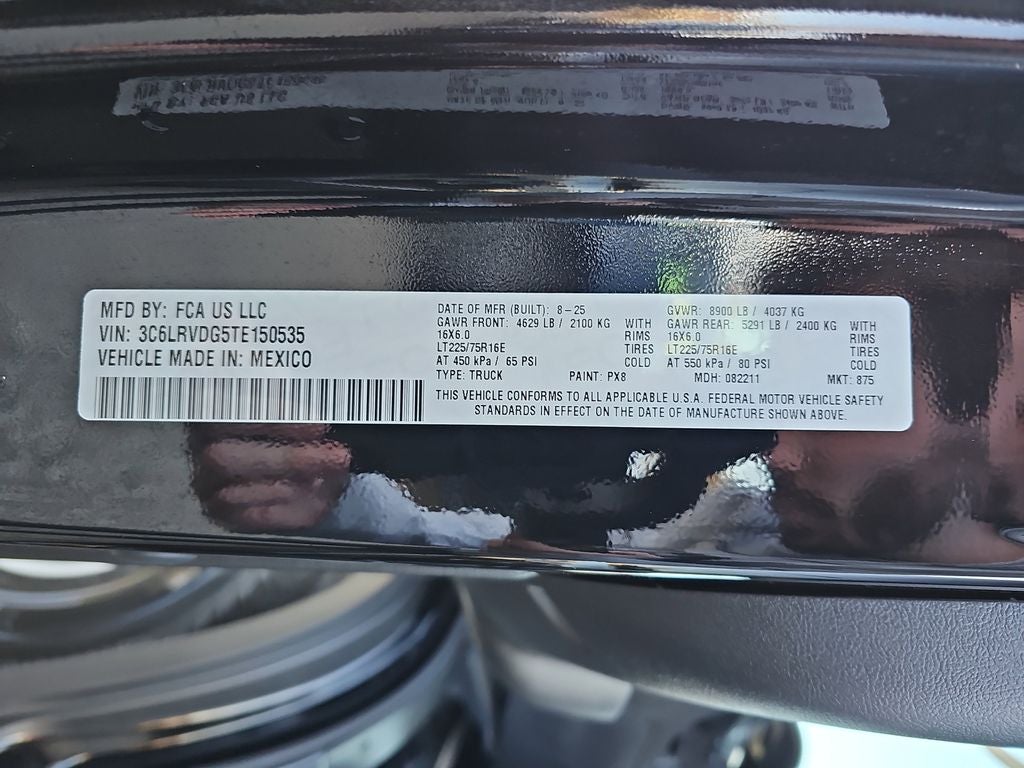 MFD BY: FCA US LLC
VIN: 3C6LRVDG5TE150535
VEHICLE MADE IN: MEXICO
DATE OF MFR (BUILT): 8-25 GVWR: 8900 LB / 4037 KG
GAWR FRONT: 4629 LB / 2100 KG WITH GAWR REAR: 5291 LB / 2400 KG WITH
16X6.0 RIMS 16X6.0 RIMS
LT225/75R16E TIRES LT225/75R16E TIRES
AT 450 kPa / 65 PSI COLD AT 550 kPa / 80 PSI COLD
TYPE: TRUCK PAINT: PX8 MDH: 082211 MKT: 875
THIS VEHICLE CONFORMS TO ALL APPLICABLE U.S.A. FEDERAL MOTOR VEHICLE SAFETY
STANDARDS IN EFFECT ON THE DATE OF MANUFACTURE SHOWN ABOVE.